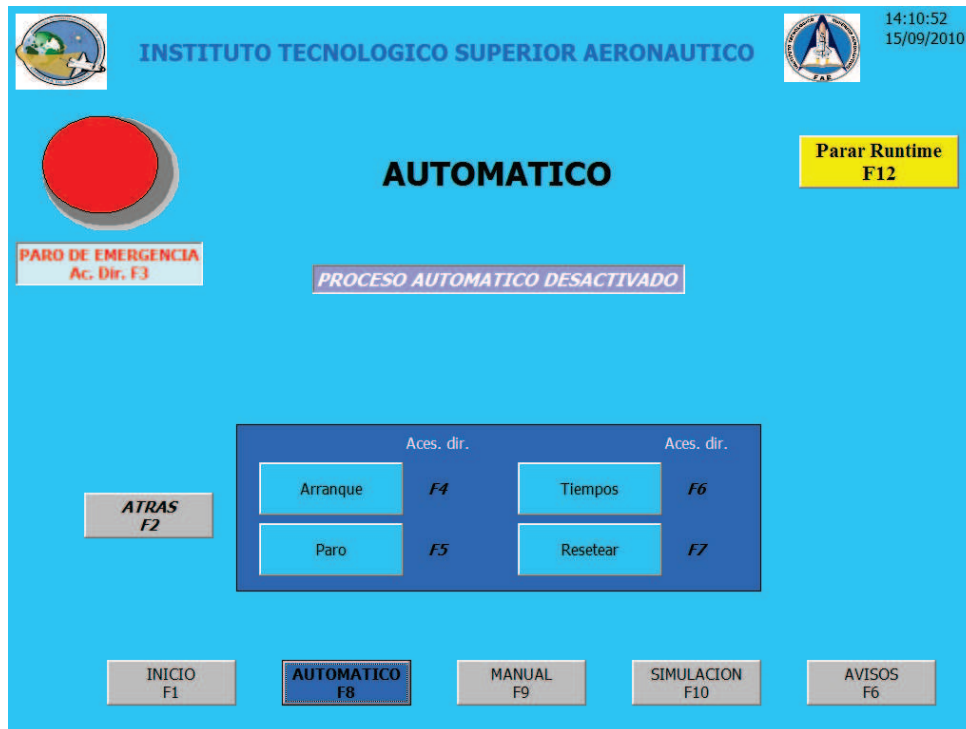 INSTITUTO TECNOLOGICO SUPERIOR AERONAUTICO
14:10:52
15/09/2010
AUTOMATICO
Parar Runtime
F12
PARO DE EMERGENCIA
Ac. Dir. F3
PROCESO AUTOMATICO DESACTIVADO
Aces. dir.
Aces. dir.
Arranque F4 Tiempos F6
Paro F5 Resetear F7
ATRAS
F2
INICIO
F1
AUTOMATICO
F8
MANUAL
F9
SIMULACION
F10
AVISOS
F6